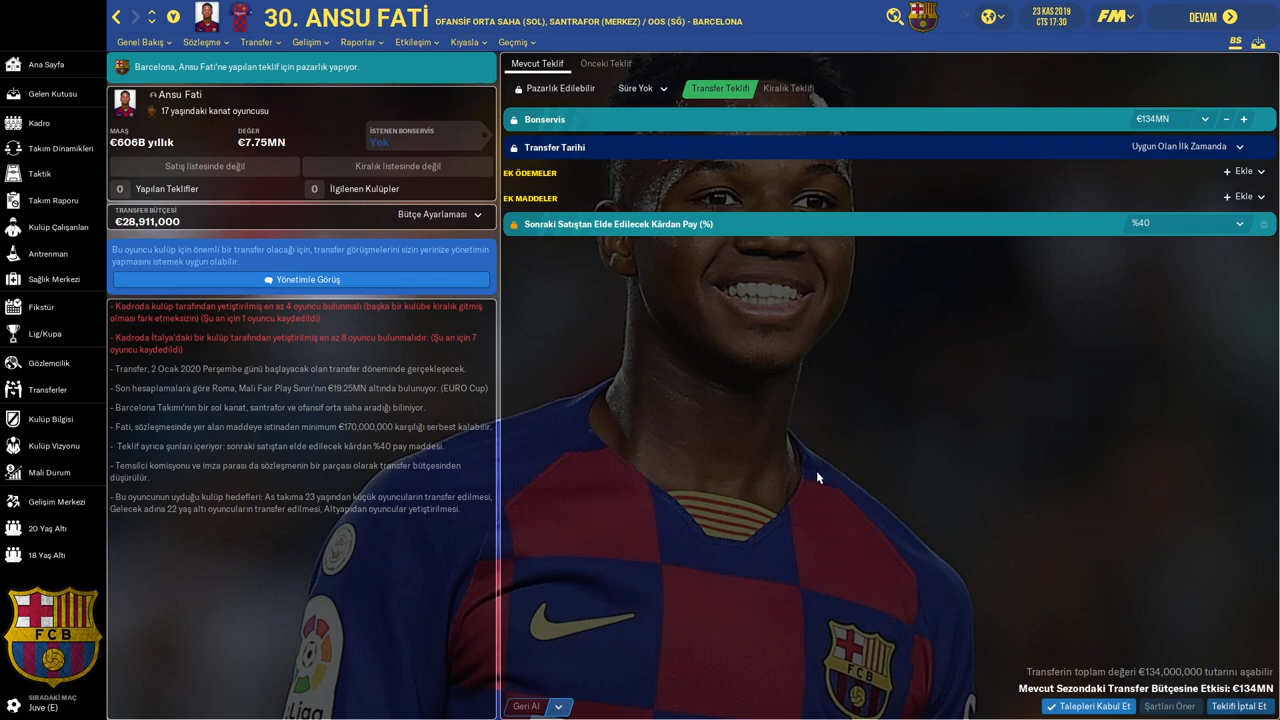 30. ANSU FATİ OFANSİF ORTA SAHA (SOL), SANTRAFOR (MERKEZ) / OOS (SĞ) - BARCELONA
23 KAS 2019
CTS 17:30
FM
DEVAM
Genel Bakış Sözleşme Transfer Gelişim Raporlar Etkileşim Kıyasla Geçmiş
BS
Ana Sayfa
Gelen Kutusu
Kadro
Takım Dinamikleri
Taktik
Takım Raporu
Kulüp Çalışanları
Antrenman
Sağlık Merkezi
Fikstür
Lig/Kupa
Gözlemcilik
Transferler
Kulüp Bilgisi
Kulüp Vizyonu
Mali Durum
Gelişim Merkezi
20 Yaş Altı
18 Yaş Altı
FCB
SIRADAKİ MAÇ
Juve (E)
Barcelona, Ansu Fati'ne yapılan teklif için pazarlık yapıyor.
Ansu Fati
17 yaşındaki kanat oyuncusu
MAAŞ DEĞER İSTENEN BONSERVİS
€606B yıllık €7.75MN Yok
Satış listesinde değil Kiralık listesinde değil
0 Yapılan Teklifler 0 İlgilenen Kulüpler
TRANSFER BÜTÇESİ
€28,911,000
Bütçe Ayarlaması
Bu oyuncu kulüp için önemli bir transfer olacağı için, transfer görüşmelerini sizin yerinize yönetimin
yapmasını istemek uygun olabilir.
Yönetimle Görüş
- Kadroda kulüp tarafından yetiştirilmiş en az 4 oyuncu bulunmalı (başka bir kulübe kiralık gitmiş
olması fark etmeksizin) (Şu an için 1 oyuncu kaydedildi)
- Kadroda İtalya'daki bir kulüp tarafından yetiştirilmiş en az 8 oyuncu bulunmalıdır. (Şu an için 7
oyuncu kaydedildi)
- Transfer, 2 Ocak 2020 Perşembe günü başlayacak olan transfer döneminde gerçekleşecek.
- Son hesaplamalara göre Roma, Mali Fair Play Sınırı'nın €19.25MN altında bulunuyor. (EURO Cup)
- Barcelona Takımı'nın bir sol kanat, santrafor ve ofansif orta saha aradığı biliniyor.
- Fati, sözleşmesinde yer alan maddeye istinaden minimum €170,000,000 karşılığı serbest kalabilir.
- Teklif ayrıca şunları içeriyor: sonraki satıştan elde edilecek kârdan %40 pay maddesi.
- Temsilci komisyonu ve imza parası da sözleşmenin bir parçası olarak transfer bütçesinden
düşürülür.
- Bu oyuncunun uyduğu kulüp hedefleri: As takıma 23 yaşından küçük oyuncuların transfer edilmesi,
Gelecek adına 22 yaş altı oyuncuların transfer edilmesi, Altyapıdan oyuncular yetiştirilmesi.
Mevcut Teklif Önceki Teklif
Pazarlık Edilebilir Süre Yok Transfer Teklifi Kiralık Teklifi
Bonservis €134MN
Transfer Tarihi Uygun Olan İlk Zamanda
EK ÖDEMELER Ekle
EK MADDELER Ekle
Sonraki Satıştan Elde Edilecek Kârdan Pay (%) %40
LaLiga
FCB
Transferin toplam değeri €134,000,000 tutarını aşabilir
Mevcut Sezondaki Transfer Bütçesine Etkisi: €134MN
Geri Al Talepleri Kabul Et Şartları Öner Teklifi İptal Et